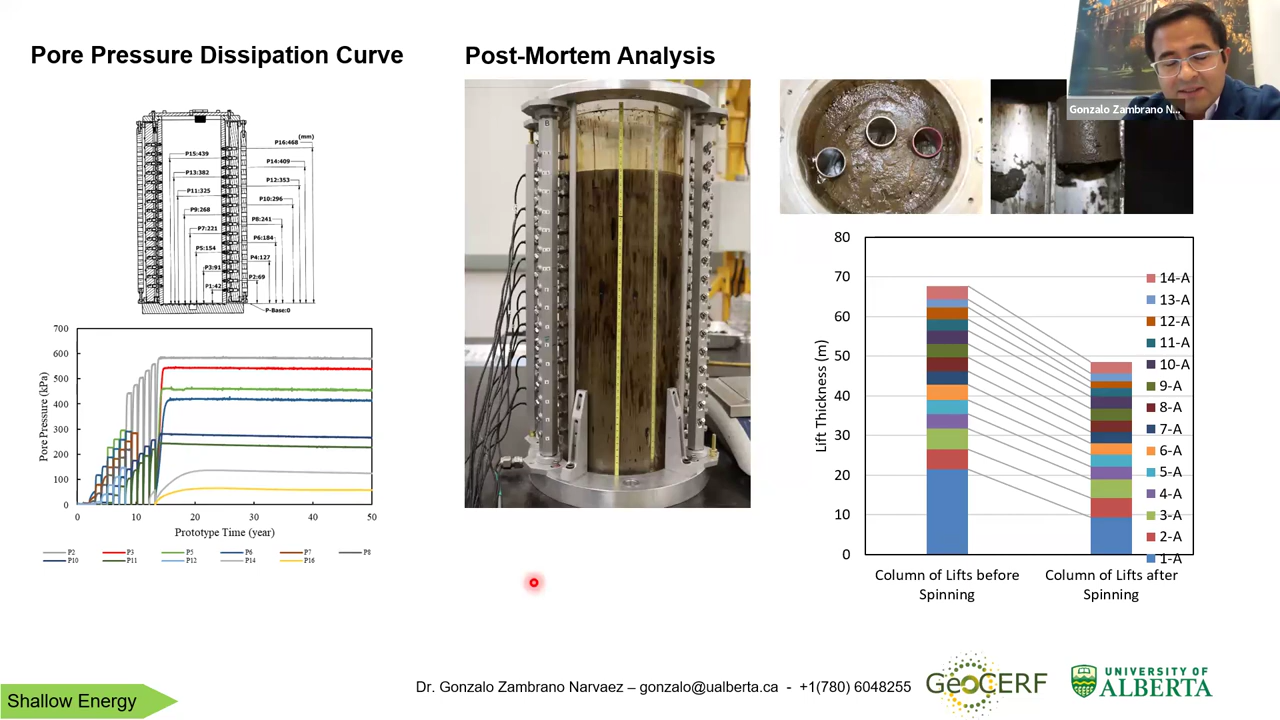 Pore Pressure Dissipation Curve
Post-Mortem Analysis
Gonzalo Zambrano N...
(mm)
P16:468
P15:439
P14:409
P13:382
P12:353
P11:325
P10:296
P9:268
P8:241
P7:221
P6:184
P5:154
P4:127
P3:91
P2:69
P1:42
P-Base:0
700
600
500
400
300
200
100
0
Pore Pressure (kPa)
0 10 20 30 40 50
Prototype Time (year)
P2 P3 P5 P6 P7 P8
P10 P11 P12 P14 P16
80
70
60
50
40
30
20
10
0
Lift Thickness (m)
14-A
13-A
12-A
11-A
10-A
9-A
8-A
7-A
6-A
5-A
4-A
3-A
2-A
1-A
Column of Lifts before
Spinning
Column of Lifts after
Spinning
Shallow Energy
Dr. Gonzalo Zambrano Narvaez – gonzalo@ualberta.ca - +1(780) 6048255
GeoCERF
UNIVERSITY OF
ALBERTA